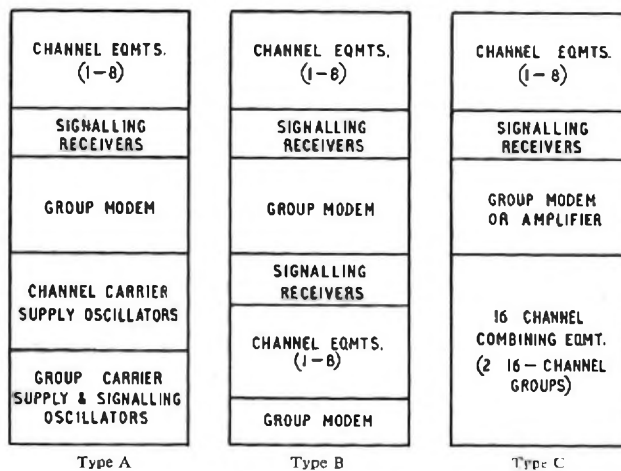 CHANNEL EQMTS.
(1-8)
SIGNALLING
RECEIVERS
GROUP MODEM
CHANNEL CARRIER
SUPPLY OSCILLATORS
GROUP CARRIER
SUPPLY & SIGNALLING
OSCILLATORS
Type A
CHANNEL EQMTS.
(1-8)
SIGNALLING
RECEIVERS
GROUP MODEM
SIGNALLING
RECEIVERS
CHANNEL EQMTS.
(1-8)
GROUP MODEM
Type B
CHANNEL EQMTS.
(1-8)
SIGNALLING
RECEIVERS
GROUP MODEM
OR AMPLIFIER
16 CHANNEL
COMBINING EQMT.
(2 16-CHANNEL
GROUPS)
Type C